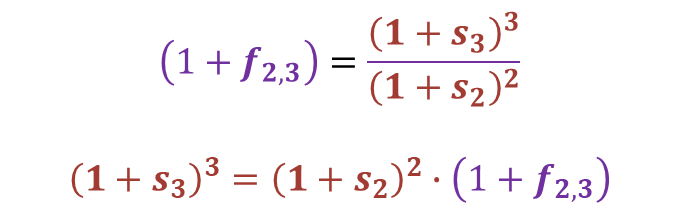 (1 + f₂,₃) = (1 + s₃)³ / (1 + s₂)²
(1 + s₃)³ = (1 + s₂)² · (1 + f₂,₃)